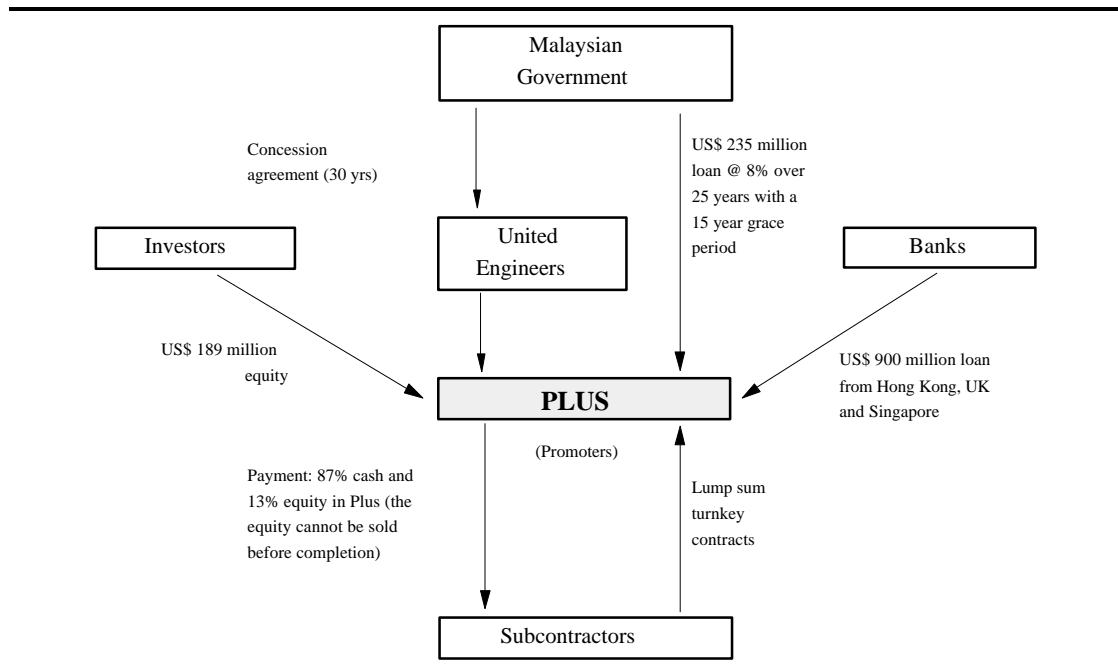 Malaysian
Government
Concession
agreement (30 yrs)
US$ 235 million
loan @ 8% over
25 years with a
15 year grace
period
Investors
United
Engineers
Banks
US$ 189 million
equity
US$ 900 million loan
from Hong Kong, UK
and Singapore
PLUS
(Promoters)
Payment: 87% cash and
13% equity in Plus (the
equity cannot be sold
before completion)
Lump sum
turnkey
contracts
Subcontractors